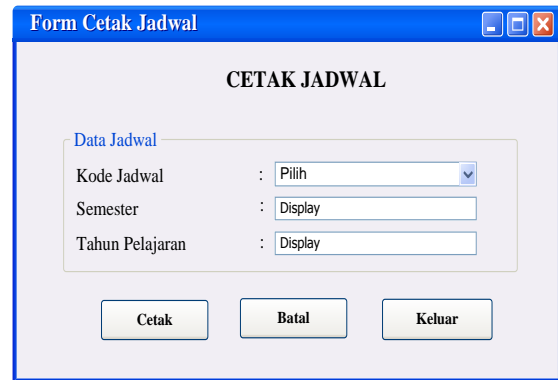 Form Cetak Jadwal
CETAK JADWAL
Data Jadwal
Kode Jadwal : Pilih
Semester : Display
Tahun Pelajaran : Display
Cetak Batal Keluar